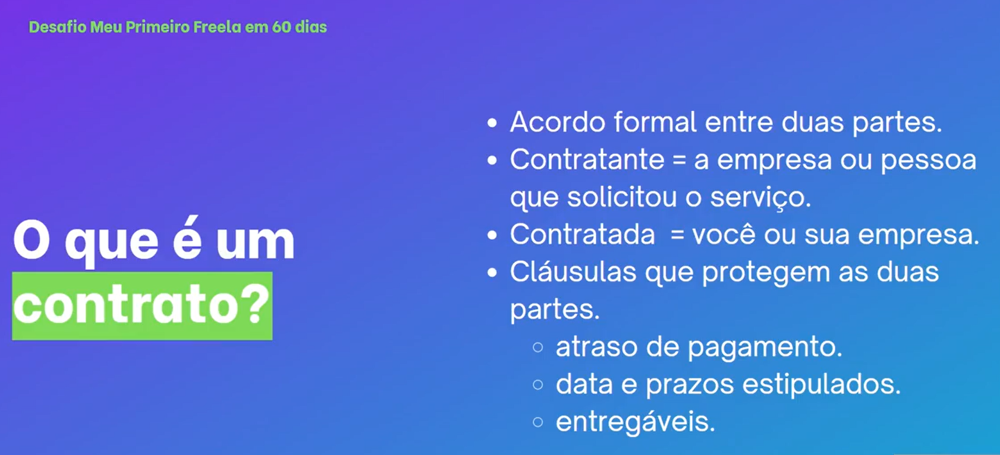 Desafio Meu Primeiro Freela em 60 dias
O que é um
contrato?
• Acordo formal entre duas partes.
• Contratante = a empresa ou pessoa
que solicitou o serviço.
• Contratada = você ou sua empresa.
• Cláusulas que protegem as duas
partes.
○ atraso de pagamento.
○ data e prazos estipulados.
○ entregáveis.